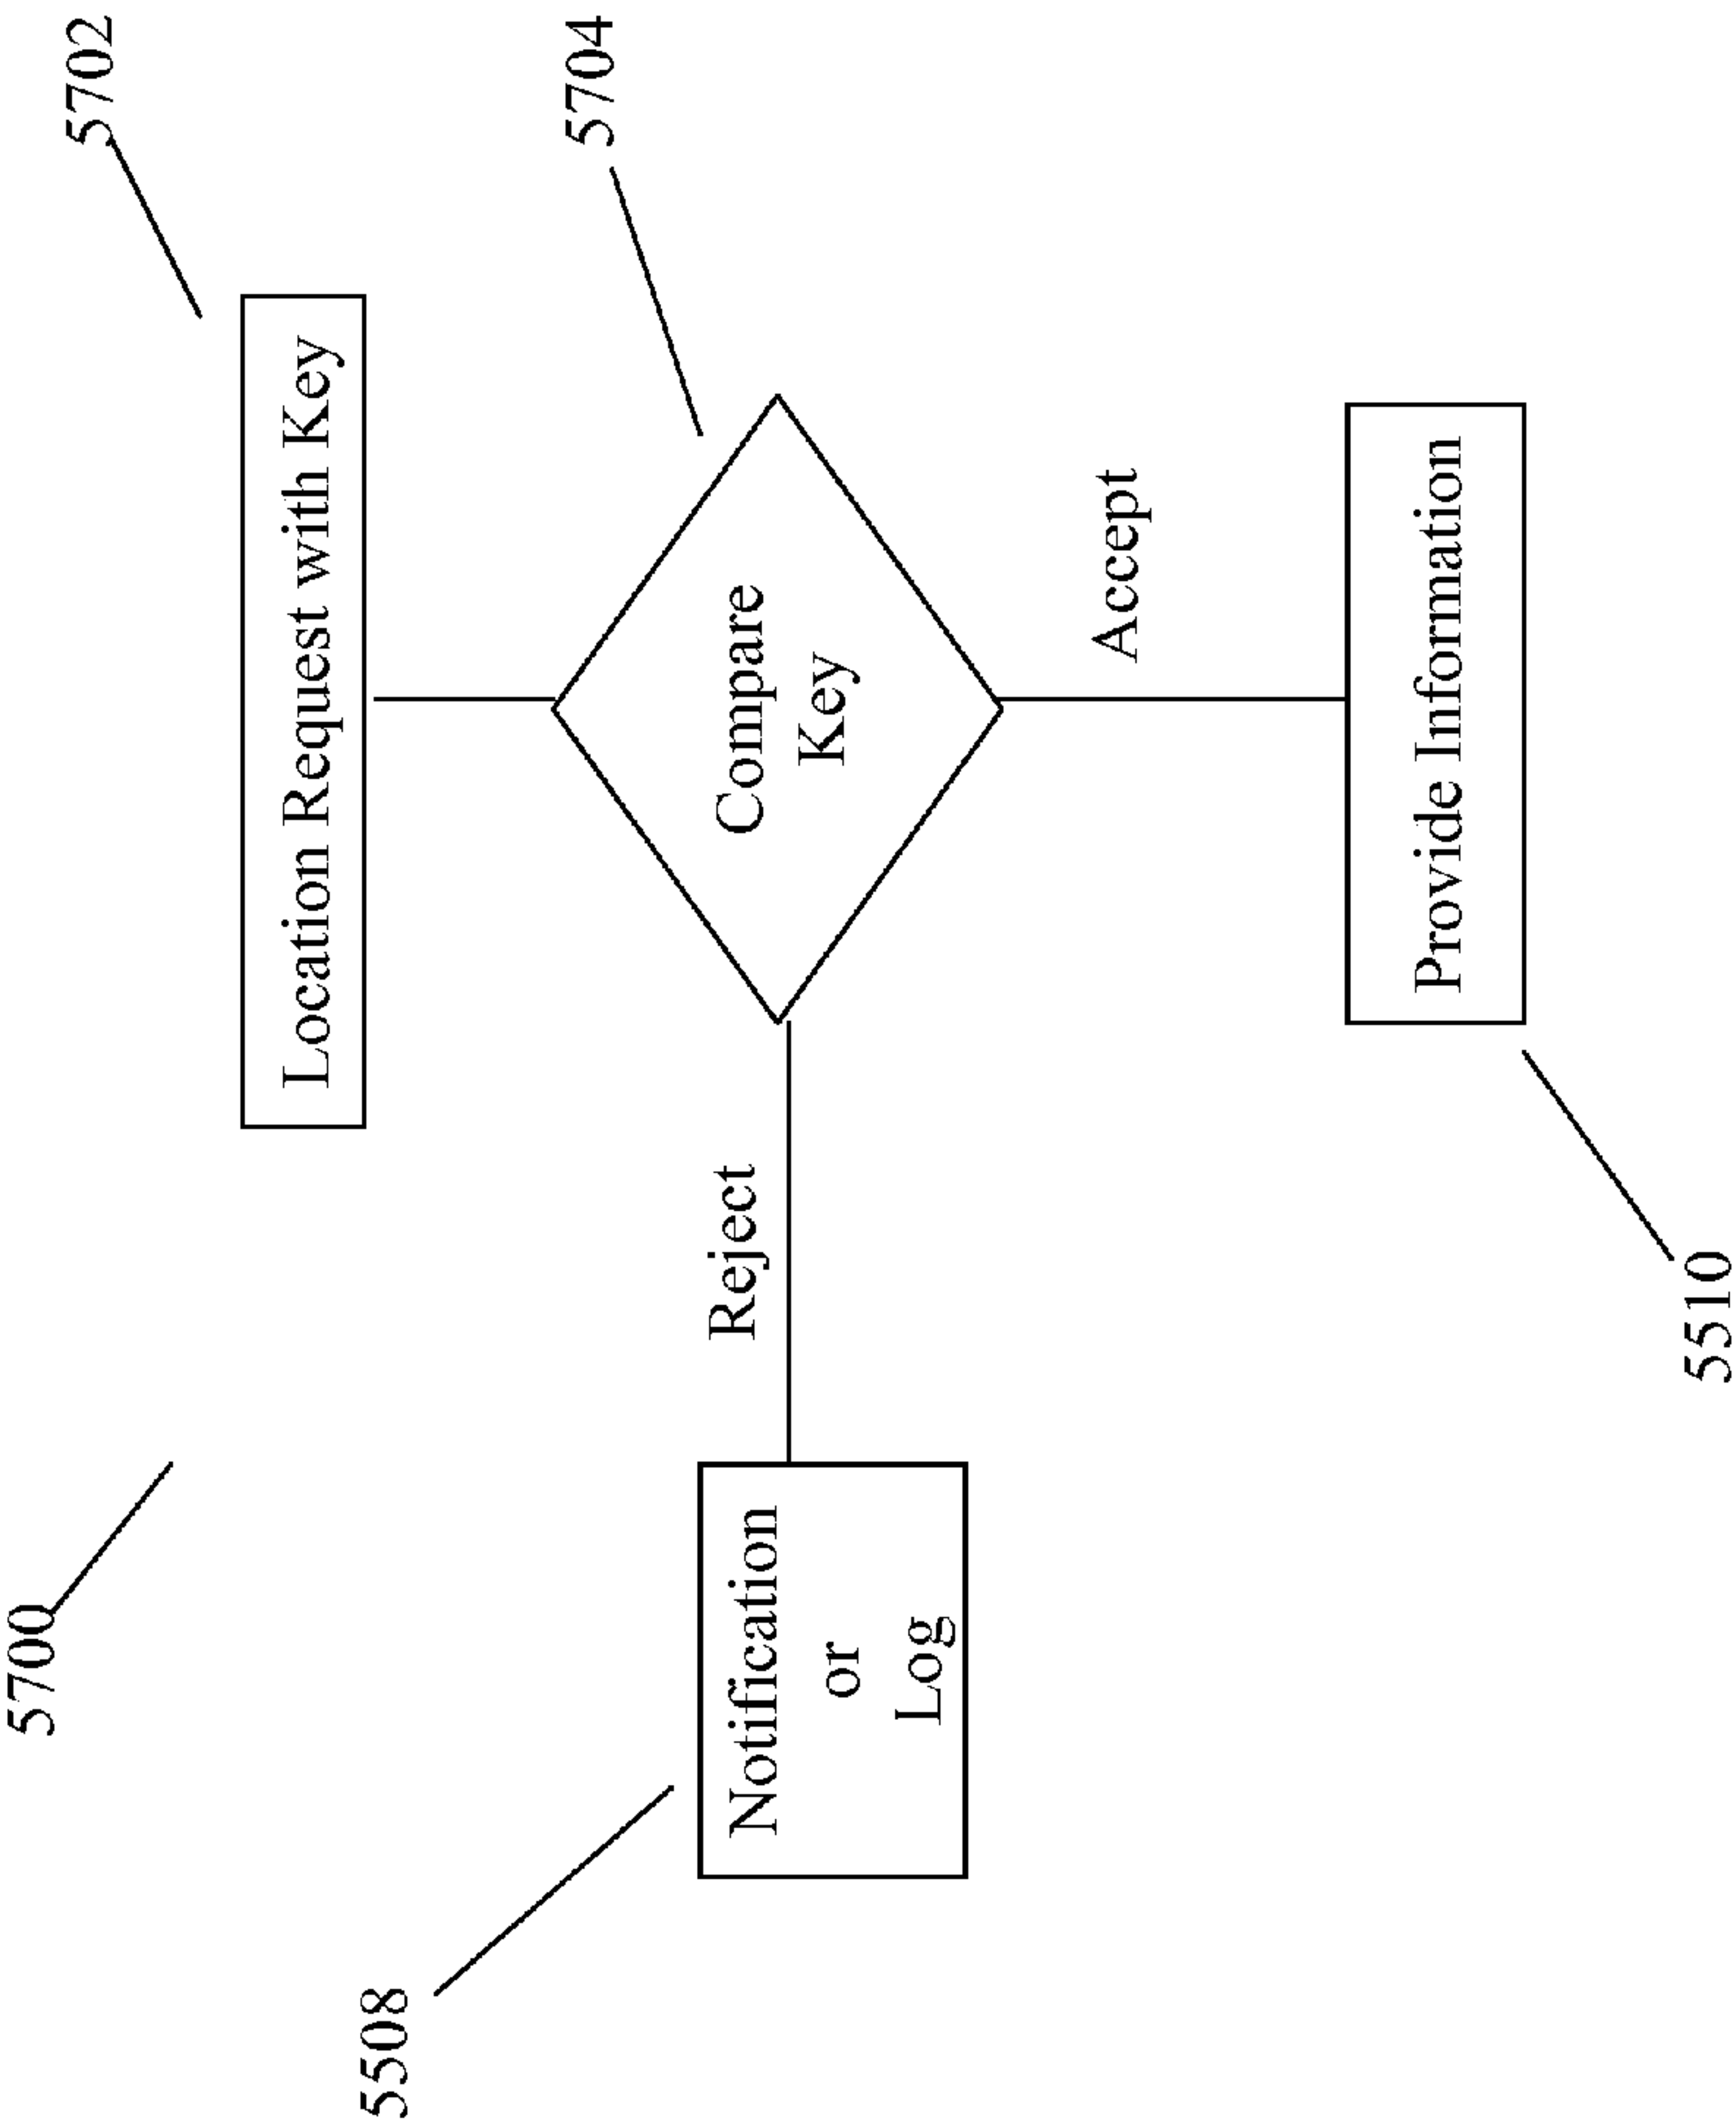 5700
5702
Location Request with Key
5704
Compare
Key
Reject
5508
Notification
or
Log
Accept
Provide Information
5510